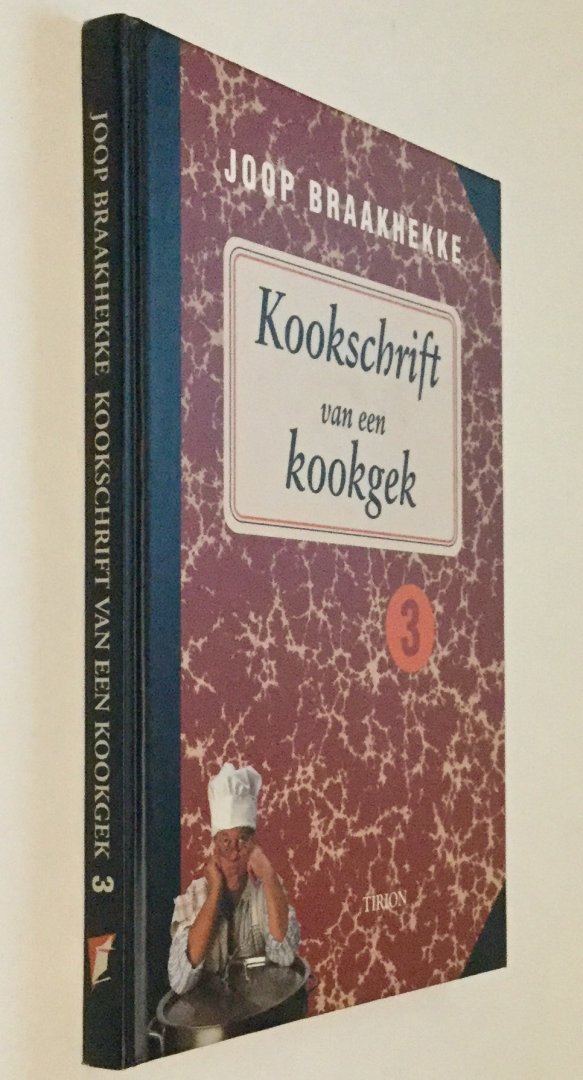 JOOP BRAAKHEKKE KOOKSCHRIFT VAN EEN KOOKGEK 3
JOOP BRAAKHEKKE
Kookschrift
van een
kookgek
3
TIRION